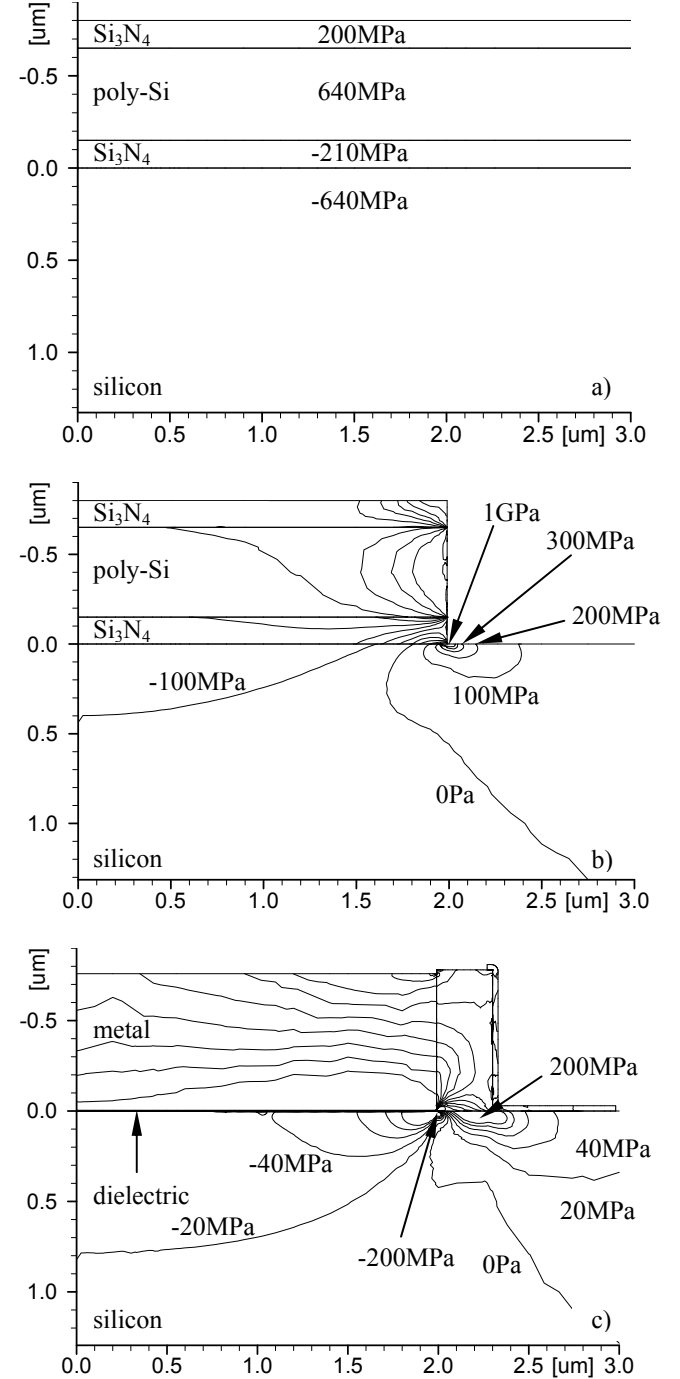 [um]
Si3N4 200MPa
-0.5
poly-Si 640MPa
Si3N4 -210MPa
0.0
-640MPa
0.5
1.0
silicon a)
0.0 0.5 1.0 1.5 2.0 2.5 [um] 3.0
[um]
Si3N4
1GPa
300MPa
-0.5
poly-Si
200MPa
Si3N4
0.0
-100MPa
100MPa
0.5
0Pa
1.0
silicon b)
0.0 0.5 1.0 1.5 2.0 2.5 [um] 3.0
[um]
-0.5
metal
200MPa
0.0
-40MPa
40MPa
dielectric
0.5
-20MPa
20MPa
-200MPa
0Pa
1.0
silicon c)
0.0 0.5 1.0 1.5 2.0 2.5 [um] 3.0